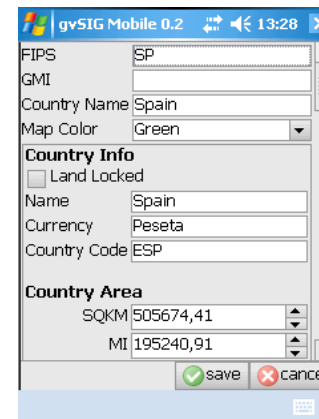 gvSIG Mobile 0.2 13:28
FIPS SP
GMI
Country Name Spain
Map Color Green
Country Info
Land Locked
Name Spain
Currency Peseta
Country Code ESP
Country Area
SQKM 505674,41
MI 195240,91
save cance